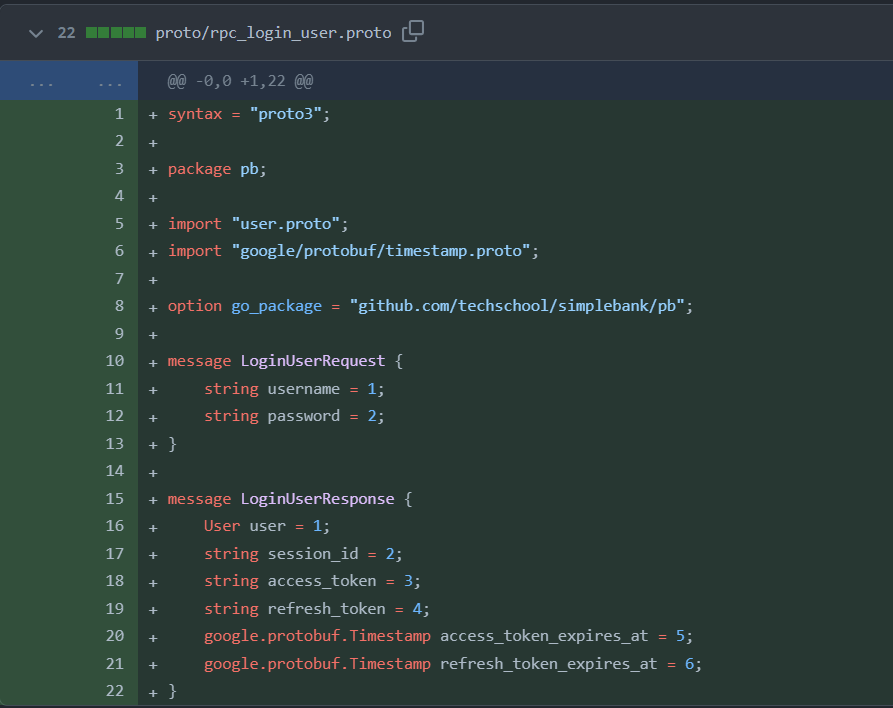 22 proto/rpc_login_user.proto
... ... @@ -0,0 +1,22 @@
1 + syntax = "proto3";
2 +
3 + package pb;
4 +
5 + import "user.proto";
6 + import "google/protobuf/timestamp.proto";
7 +
8 + option go_package = "github.com/techschool/simplebank/pb";
9 +
10 + message LoginUserRequest {
11 +     string username = 1;
12 +     string password = 2;
13 + }
14 +
15 + message LoginUserResponse {
16 +     User user = 1;
17 +     string session_id = 2;
18 +     string access_token = 3;
19 +     string refresh_token = 4;
20 +     google.protobuf.Timestamp access_token_expires_at = 5;
21 +     google.protobuf.Timestamp refresh_token_expires_at = 6;
22 + }